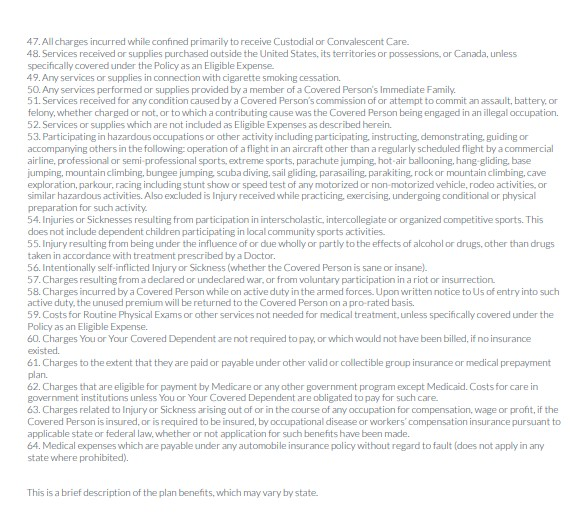 47. All charges incurred while confined primarily to receive Custodial or Convalescent Care.
48. Services received or supplies purchased outside the United States, its territories or possessions, or Canada, unless
specifically covered under the Policy as an Eligible Expense.
49. Any services or supplies in connection with cigarette smoking cessation.
50. Any services performed or supplies provided by a member of a Covered Person's Immediate Family.
51. Services received for any condition caused by a Covered Person's commission of or attempt to commit an assault, battery, or
felony, whether charged or not, or to which a contributing cause was the Covered Person being engaged in an illegal occupation.
52. Services or supplies which are not included as Eligible Expenses as described herein.
53. Participating in hazardous occupations or other activity including participating, instructing, demonstrating, guiding or
accompanying others in the following: operation of a flight in an aircraft other than a regularly scheduled flight by a commercial
airline, professional or semi-professional sports, extreme sports, parachute jumping, hot-air ballooning, hang-gliding, base
jumping, mountain climbing, bungee jumping, scuba diving, sail gliding, parasailing, parakiting, rock or mountain climbing, cave
exploration, parkour, racing including stunt show or speed test of any motorized or non-motorized vehicle, rodeo activities, or
similar hazardous activities. Also excluded is Injury received while practicing, exercising, undergoing conditional or physical
preparation for such activity.
54. Injuries or Sicknesses resulting from participation in interscholastic, intercollegiate or organized competitive sports. This
does not include dependent children participating in local community sports activities.
55. Injury resulting from being under the influence of or due wholly or partly to the effects of alcohol or drugs, other than drugs
taken in accordance with treatment prescribed by a Doctor.
56. Intentionally self-inflicted Injury or Sickness (whether the Covered Person is sane or insane).
57. Charges resulting from a declared or undeclared war, or from voluntary participation in a riot or insurrection.
58. Charges incurred by a Covered Person while on active duty in the armed forces. Upon written notice to Us of entry into such
active duty, the unused premium will be returned to the Covered Person on a pro-rated basis.
59. Costs for Routine Physical Exams or other services not needed for medical treatment, unless specifically covered under the
Policy as an Eligible Expense.
60. Charges You or Your Covered Dependent are not required to pay, or which would not have been billed, if no insurance
existed.
61. Charges to the extent that they are paid or payable under other valid or collectible group insurance or medical prepayment
plan.
62. Charges that are eligible for payment by Medicare or any other government program except Medicaid. Costs for care in
government institutions unless You or Your Covered Dependent are obligated to pay for such care.
63. Charges related to Injury or Sickness arising out of or in the course of any occupation for compensation, wage or profit, if the
Covered Person is insured, or is required to be insured, by occupational disease or workers' compensation insurance pursuant to
applicable state or federal law, whether or not application for such benefits have been made.
64. Medical expenses which are payable under any automobile insurance policy without regard to fault (does not apply in any
state where prohibited).
This is a brief description of the plan benefits, which may vary by state.